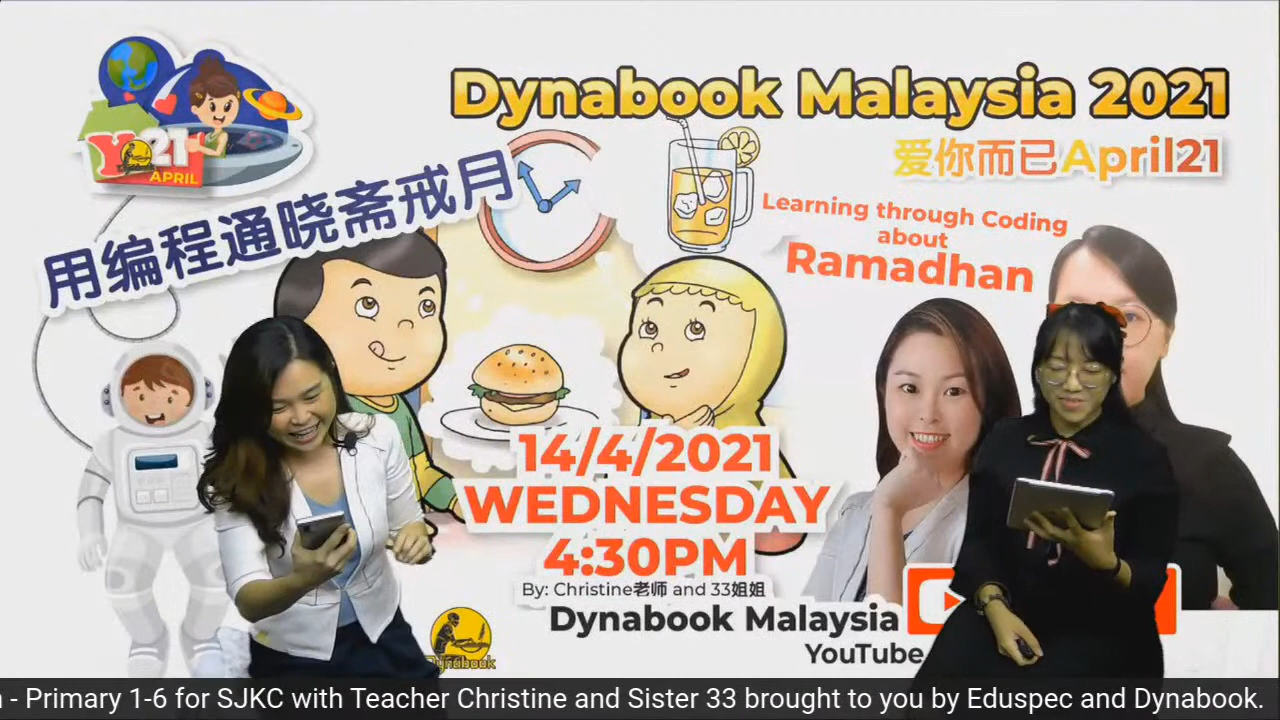 Dynabook Malaysia 2021
爱你而已April21
Y 21
APRIL
用编程通晓斋戒月
Learning through Coding
about
Ramadhan
14/4/2021
WEDNESDAY
4:30PM
By: Christine老师 and 33姐姐
Dynabook Malaysia
YouTube
Dynabook
- Primary 1-6 for SJKC with Teacher Christine and Sister 33 brought to you by Eduspec and Dynabook.